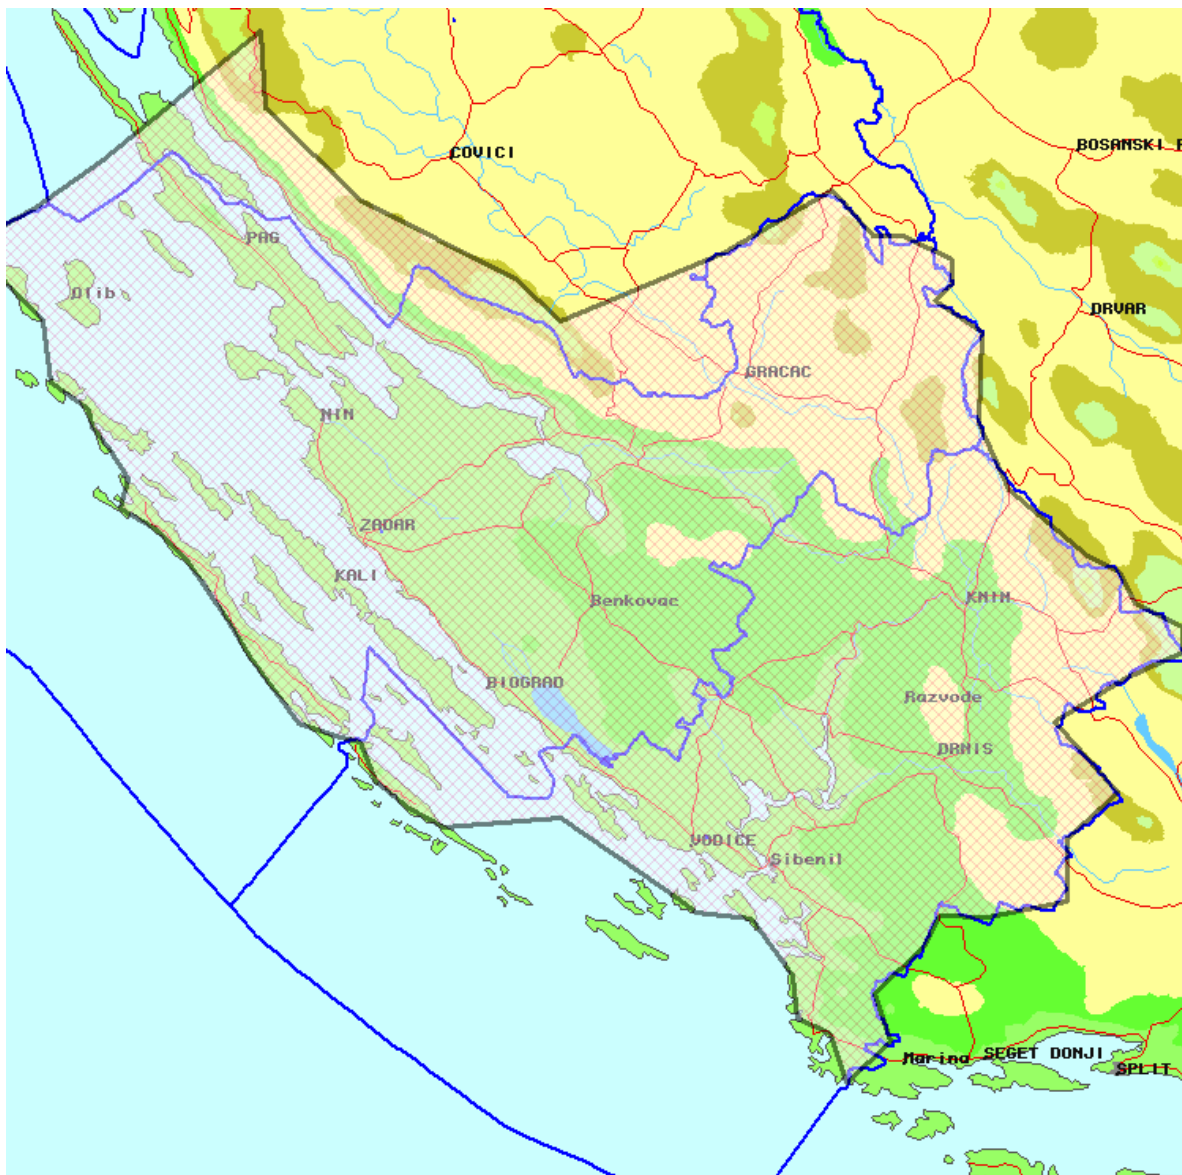 COVICI
BOSANSKI
PAG
Olib
DRVAR
GRACAC
NIN
ZADAR
KALI
Benkovac
KNIN
BIOGRAD
Razvode
DRNIS
VODICE
Sibenil
Marina
SEGET DONJI
SPLIT